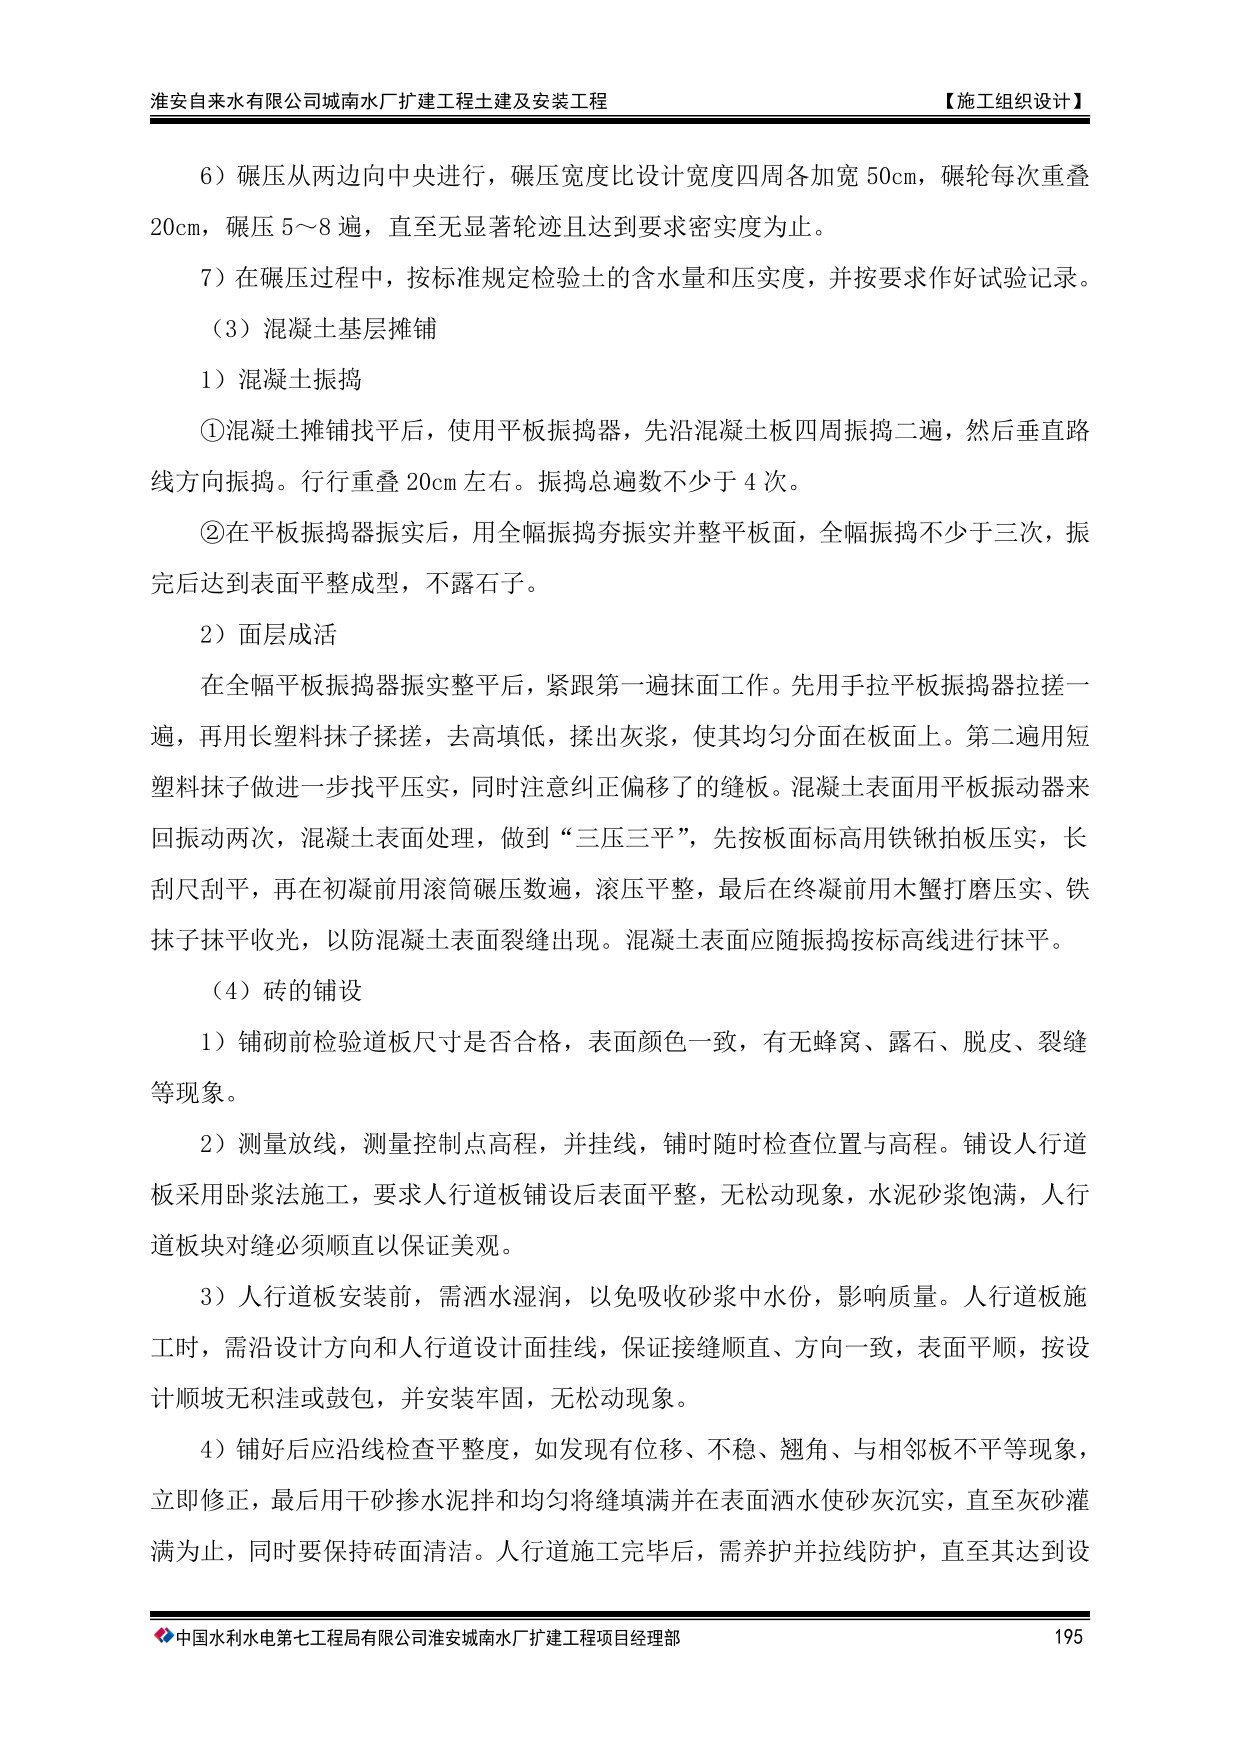 淮安自来水有限公司城南水厂扩建工程土建及安装工程 【施工组织设计】
6）碾压从两边向中央进行，碾压宽度比设计宽度四周各加宽 50cm，碾轮每次重叠
20cm，碾压 5～8 遍，直至无显著轮迹且达到要求密实度为止。
7）在碾压过程中，按标准规定检验土的含水量和压实度，并按要求作好试验记录。
（3）混凝土基层摊铺
1）混凝土振捣
①混凝土摊铺找平后，使用平板振捣器，先沿混凝土板四周振捣二遍，然后垂直路
线方向振捣。行行重叠 20cm 左右。振捣总遍数不少于 4 次。
②在平板振捣器振实后，用全幅振捣夯振实并整平板面，全幅振捣不少于三次，振
完后达到表面平整成型，不露石子。
2）面层成活
在全幅平板振捣器振实整平后，紧跟第一遍抹面工作。先用手拉平板振捣器拉搓一
遍，再用长塑料抹子揉搓，去高填低，揉出灰浆，使其均匀分面在板面上。第二遍用短
塑料抹子做进一步找平压实，同时注意纠正偏移了的缝板。混凝土表面用平板振动器来
回振动两次，混凝土表面处理，做到“三压三平”，先按板面标高用铁锹拍板压实，长
刮尺刮平，再在初凝前用滚筒碾压数遍，滚压平整，最后在终凝前用木蟹打磨压实、铁
抹子抹平收光，以防混凝土表面裂缝出现。混凝土表面应随振捣按标高线进行抹平。
（4）砖的铺设
1）铺砌前检验道板尺寸是否合格，表面颜色一致，有无蜂窝、露石、脱皮、裂缝
等现象。
2）测量放线，测量控制点高程，并挂线，铺时随时检查位置与高程。铺设人行道
板采用卧浆法施工，要求人行道板铺设后表面平整，无松动现象，水泥砂浆饱满，人行
道板块对缝必须顺直以保证美观。
3）人行道板安装前，需洒水湿润，以免吸收砂浆中水份，影响质量。人行道板施
工时，需沿设计方向和人行道设计面挂线，保证接缝顺直、方向一致，表面平顺，按设
计顺坡无积洼或鼓包，并安装牢固，无松动现象。
4）铺好后应沿线检查平整度，如发现有位移、不稳、翘角、与相邻板不平等现象，
立即修正，最后用干砂掺水泥拌和均匀将缝填满并在表面洒水使砂灰沉实，直至灰砂灌
满为止，同时要保持砖面清洁。人行道施工完毕后，需养护并拉线防护，直至其达到设
中国水利水电第七工程局有限公司淮安城南水厂扩建工程项目经理部 195